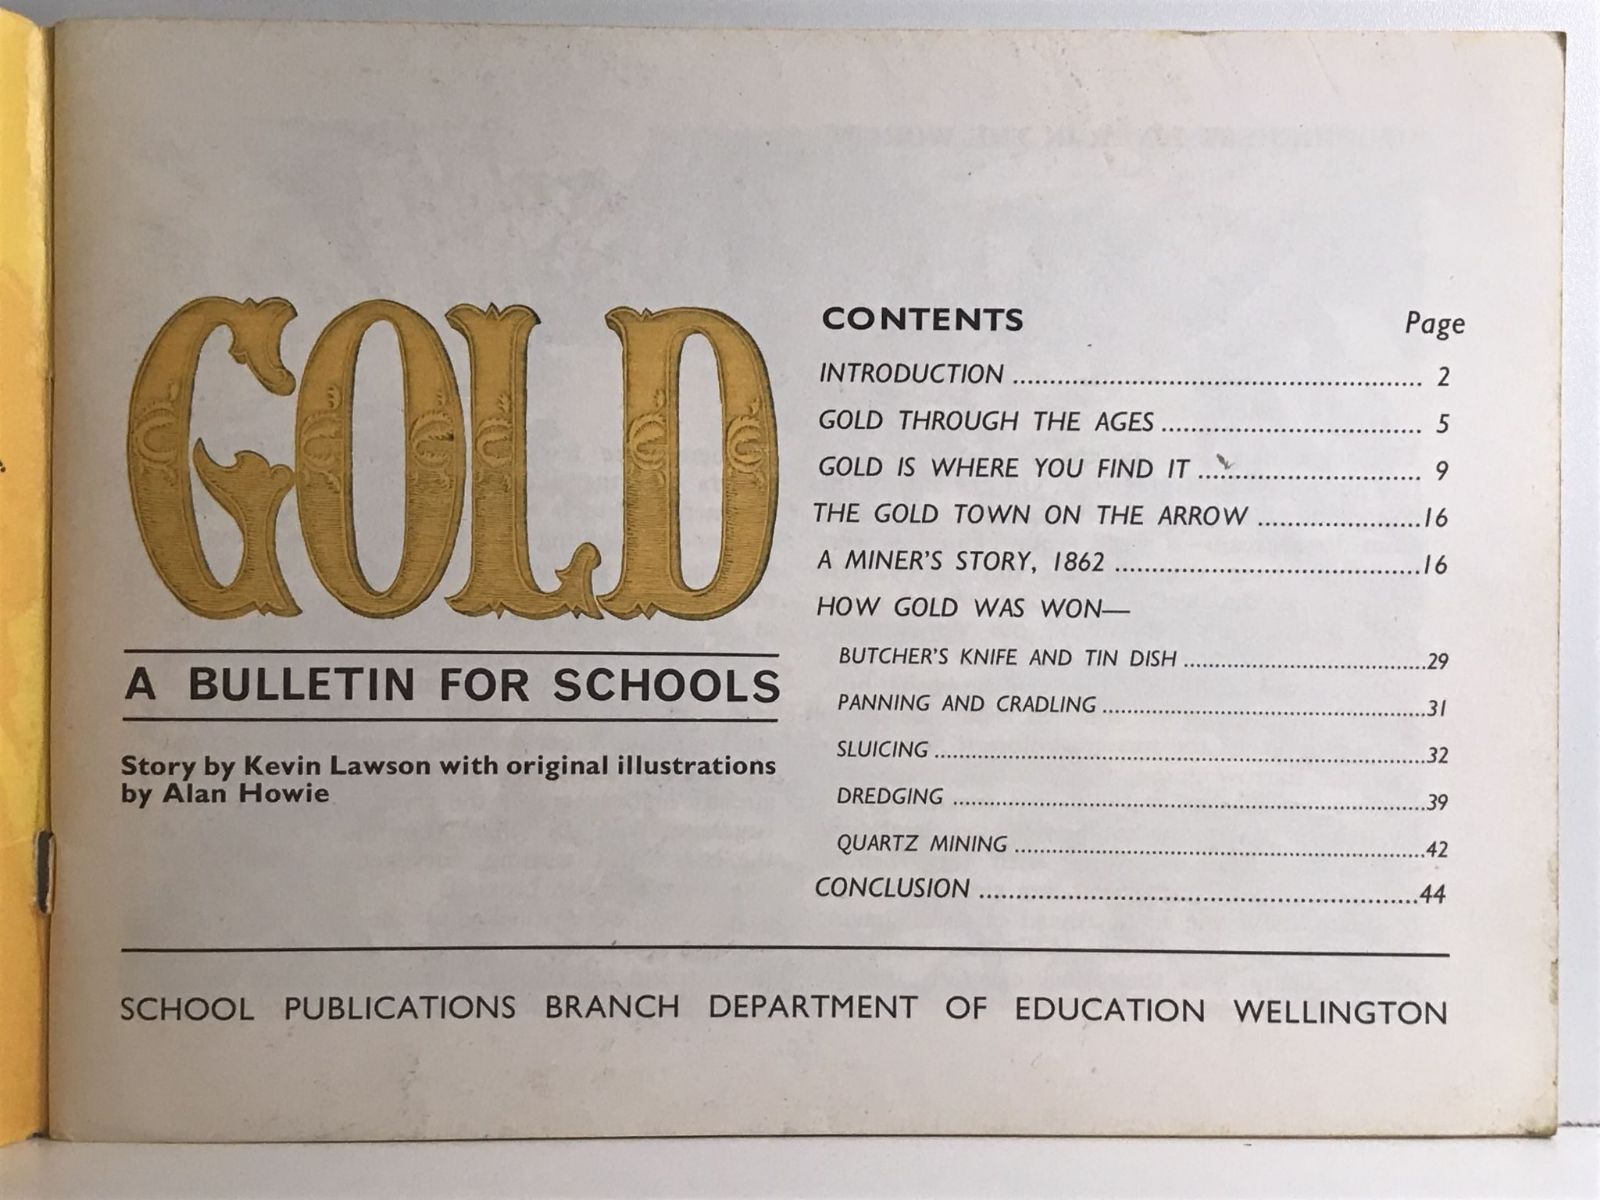 GOLD
A BULLETIN FOR SCHOOLS
Story by Kevin Lawson with original illustrations
by Alan Howie
CONTENTS Page
INTRODUCTION ........ 2
GOLD THROUGH THE AGES ........ 5
GOLD IS WHERE YOU FIND IT ........ 9
THE GOLD TOWN ON THE ARROW ........ 16
A MINER'S STORY, 1862 ........ 16
HOW GOLD WAS WON—
BUTCHER'S KNIFE AND TIN DISH ........ 29
PANNING AND CRADLING ........ 31
SLUICING ........ 32
DREDGING ........ 39
QUARTZ MINING ........ 42
CONCLUSION ........ 44
SCHOOL PUBLICATIONS BRANCH DEPARTMENT OF EDUCATION WELLINGTON